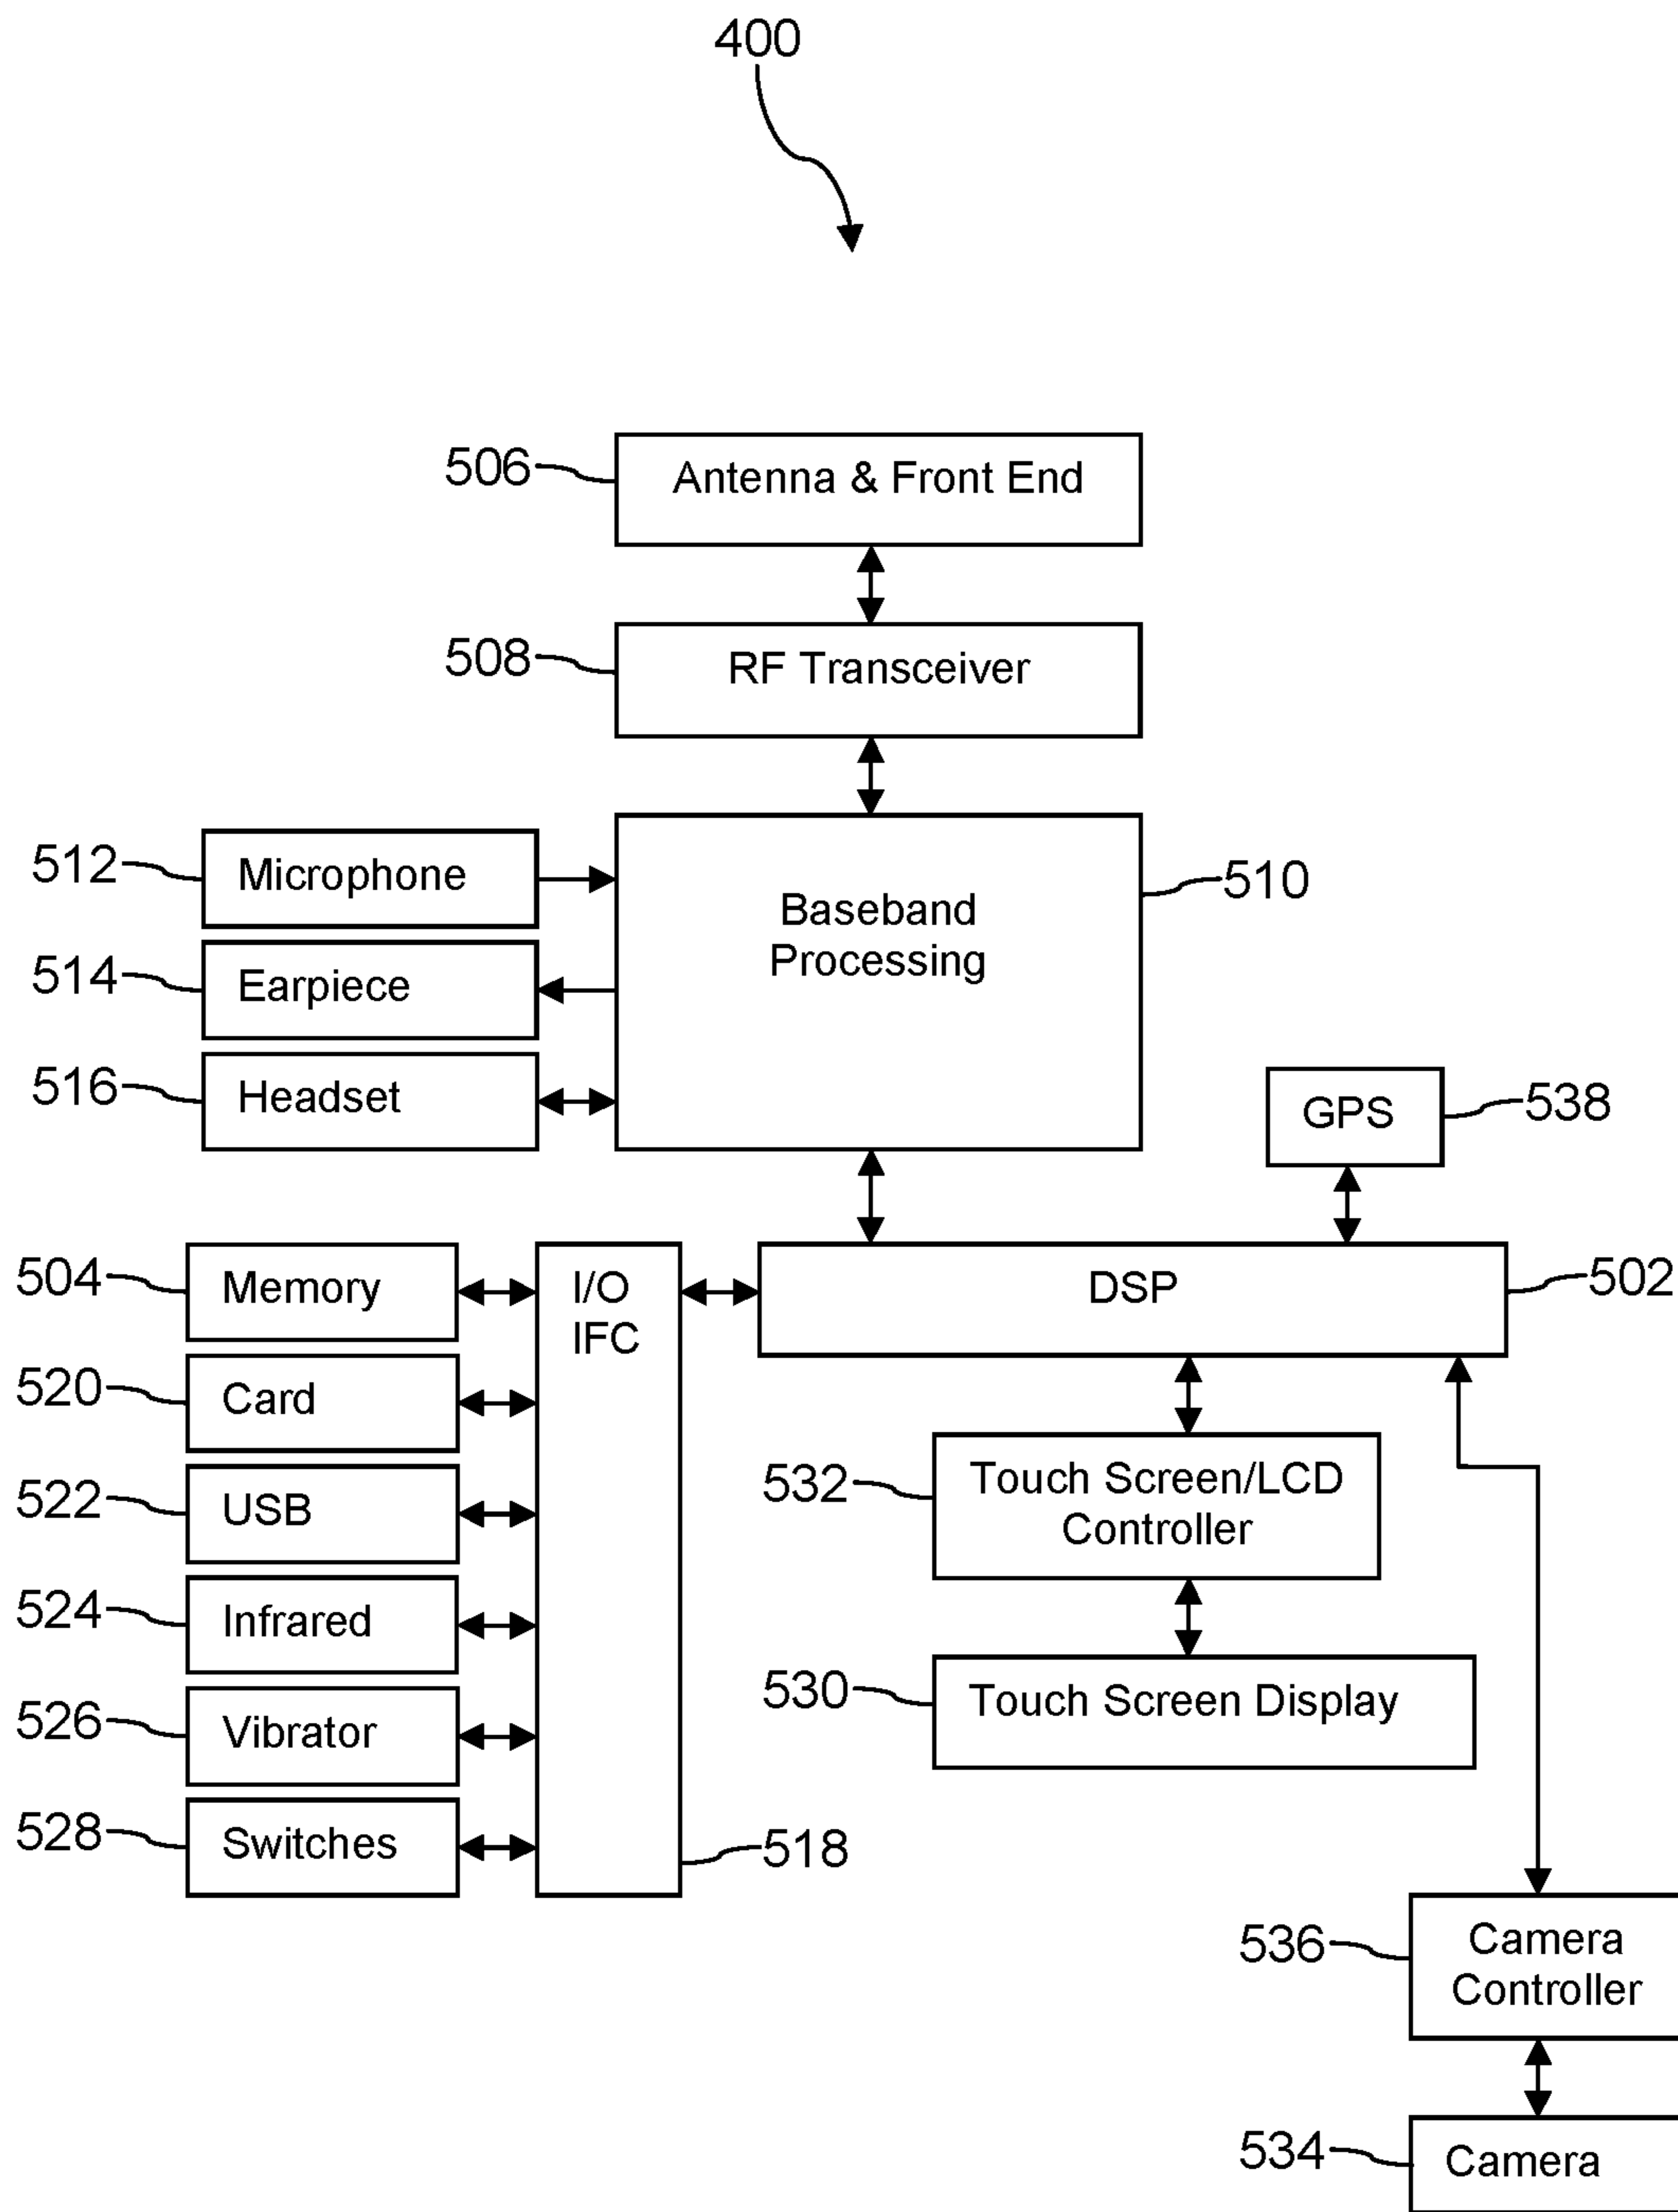 400
506
Antenna & Front End
508
RF Transceiver
512
Microphone
Baseband
Processing
510
514
Earpiece
516
Headset
GPS
538
504
Memory
I/O
IFC
DSP
502
520
Card
522
USB
532
Touch Screen/LCD
Controller
524
Infrared
530
Touch Screen Display
526
Vibrator
528
Switches
518
536
Camera
Controller
534
Camera